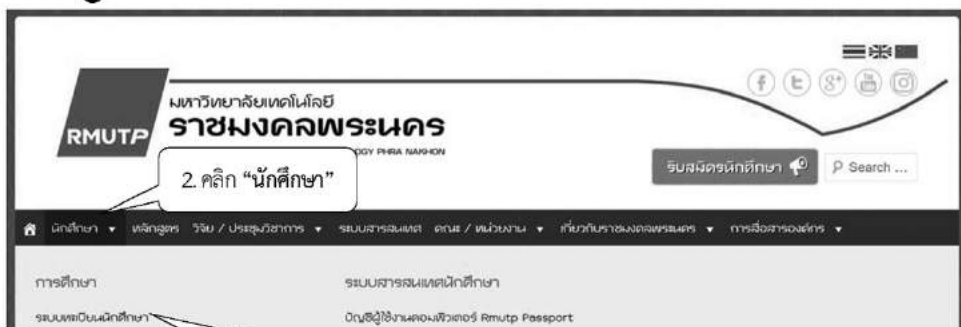 มหาวิทยาลัยเทคโนโลยี
ราชมงคลพระนคร
RMUTP
OGY PHRA NAKHON
รับสมัครนักศึกษา
Search ...
2. คลิก “นักศึกษา”
นักศึกษา หลักสูตร วิจัย / ประชุมวิชาการ ระบบสารสนเทศ คณะ / หน่วยงาน เกี่ยวกับราชมงคลพระนคร การสื่อสารองค์กร
การศึกษา ระบบสารสนเทศนักศึกษา
ระบบทะเบียนนักศึกษา บัญชีผู้ใช้งานคอมพิวเตอร์ Rmutp Passport